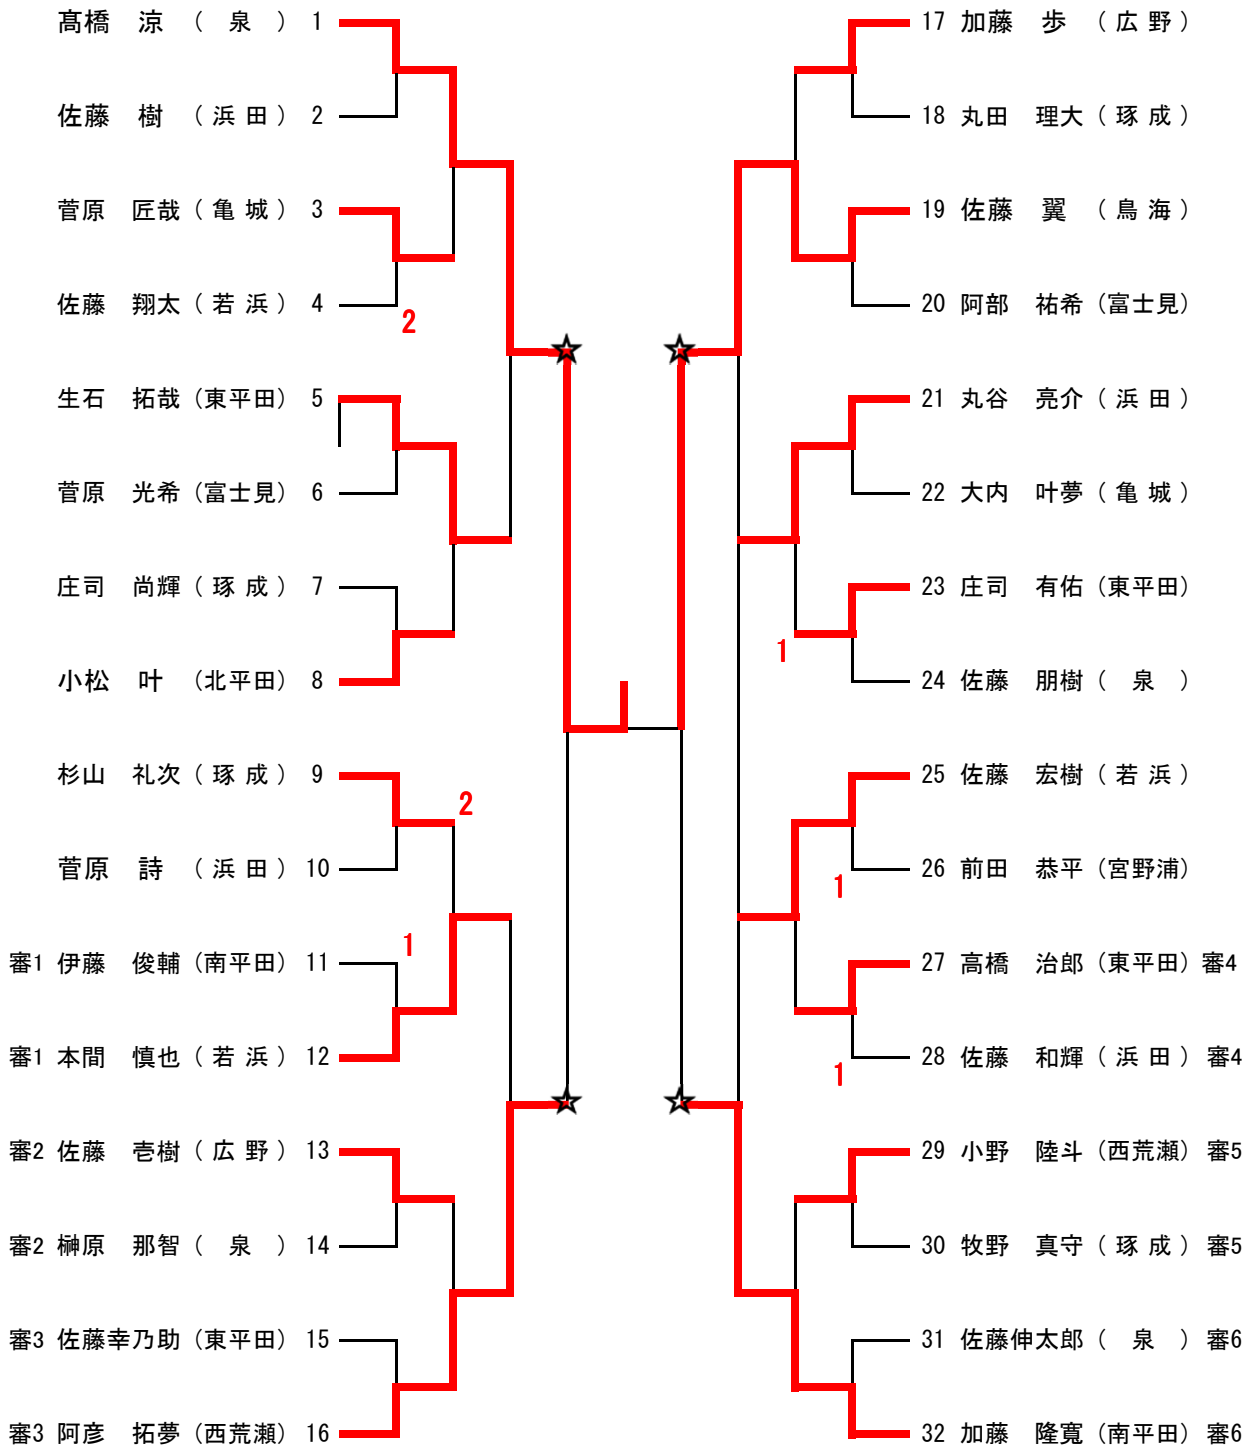 髙橋　涼　（　泉　） 1
佐藤　樹　（ 浜 田 ） 2
菅原　匠哉（ 亀 城 ） 3
佐藤　翔太（ 若 浜 ） 4
2
生石　拓哉（東平田） 5
菅原　光希（富士見） 6
庄司　尚輝（ 琢 成 ） 7
小松　叶　（北平田） 8
杉山　礼次（ 琢 成 ） 9
2
菅原　詩　（ 浜 田 ） 10
1
審1 伊藤　俊輔（南平田） 11
審1 本間　慎也（ 若 浜 ） 12
審2 佐藤　壱樹（ 広 野 ） 13
審2 榊原　那智（　泉　） 14
審3 佐藤幸乃助（東平田） 15
審3 阿彦　拓夢（西荒瀬） 16
☆ ☆
☆ ☆
17 加藤　歩　（ 広 野 ）
18 丸田　理大（ 琢 成 ）
19 佐藤　翼　（ 鳥 海 ）
20 阿部　祐希（富士見）
21 丸谷　亮介（ 浜 田 ）
22 大内　叶夢（ 亀 城 ）
23 庄司　有佑（東平田）
1
24 佐藤　朋樹（　泉　）
25 佐藤　宏樹（ 若 浜 ）
26 前田　恭平（宮野浦）
1
27 高橋　治郎（東平田） 審4
28 佐藤　和輝（ 浜 田 ） 審4
1
29 小野　陸斗（西荒瀬） 審5
30 牧野　真守（ 琢 成 ） 審5
31 佐藤伸太郎（　泉　） 審6
32 加藤　隆寛（南平田） 審6